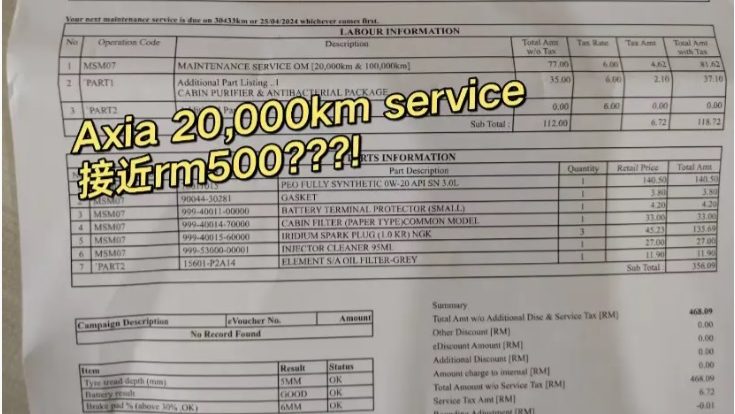 Your next maintenance service is due on 30433km or 25/04/2024 whichever comes first.
LABOUR INFORMATION
No Operation Code Description Total Amt w/o Tax Tax Rate Tax Amt Total Amt with Tax
1 MSM07 MAINTENANCE SERVICE OM [20,000km & 100,000km] 77.00 6.00 4.62 81.62
2 `PART1 Additional Part Listing ..1 35.00 6.00 2.10 37.10
CABIN PURIFIER & ANTIBACTERIAL PACKAGE
3 `PART2 0.00 6.00 0.00 0.00
Sub Total : 112.00 6.72 118.72
Axia 20,000km service
接近rm500???!
PARTS INFORMATION
Part Description Quantity Retail Price Total Amt
PEO FULLY SYNTHETIC 0W-20 API SN 3.0L 1 140.50 140.50
2 MSM07 90044-30281 GASKET 1 3.80 3.80
3 MSM07 999-40011-00000 BATTERY TERMINAL PROTECTOR (SMALL) 1 4.20 4.20
4 MSM07 999-40014-70000 CABIN FILTER (PAPER TYPE)COMMON MODEL 1 33.00 33.00
5 MSM07 999-40015-60000 IRIDIUM SPARK PLUG (1.0 KR) NGK 3 45.23 135.69
6 MSM07 999-53000-00001 INJECTOR CLEANER 95ML 1 27.00 27.00
7 `PART2 15601-P2A14 ELEMENT S/A OIL FILTER-GREY 1 11.90 11.90
Sub Total : 356.09
Campaign Description eVoucher No. Amount
No Record Found
Summary
Total Amt w/o Additional Disc & Service Tax [RM] 468.09
Other Discount [RM] 0.00
eDiscount Amount [RM] 0.00
Additional Discount [RM] 0.00
Amount charge to internal [RM] 0.00
Total Amount w/o Service Tax [RM] 468.09
Service Tax Amt [RM] 6.72
-0.01
Item Result Status
Tyre tread depth (mm) 5MM OK
Battery result GOOD OK
Brake pad % (above 30% OK) 6MM OK